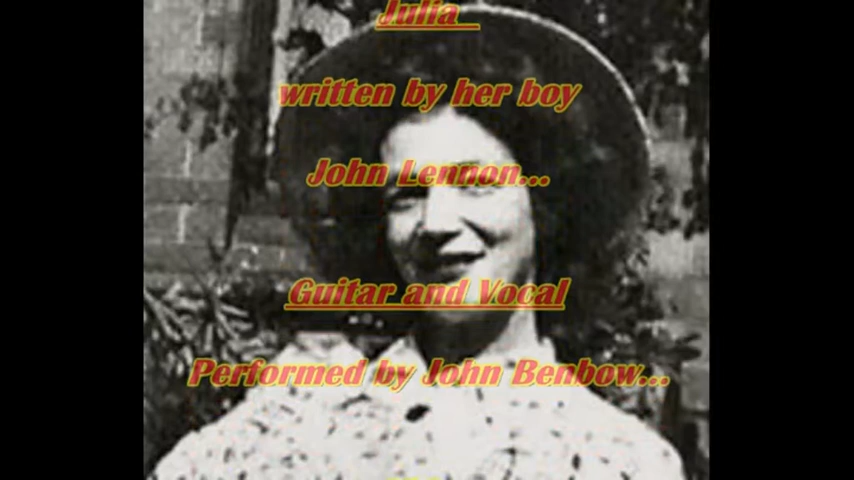 Julia
written by her boy
John Lennon...
Guitar and Vocal
Performed by John Benbow...